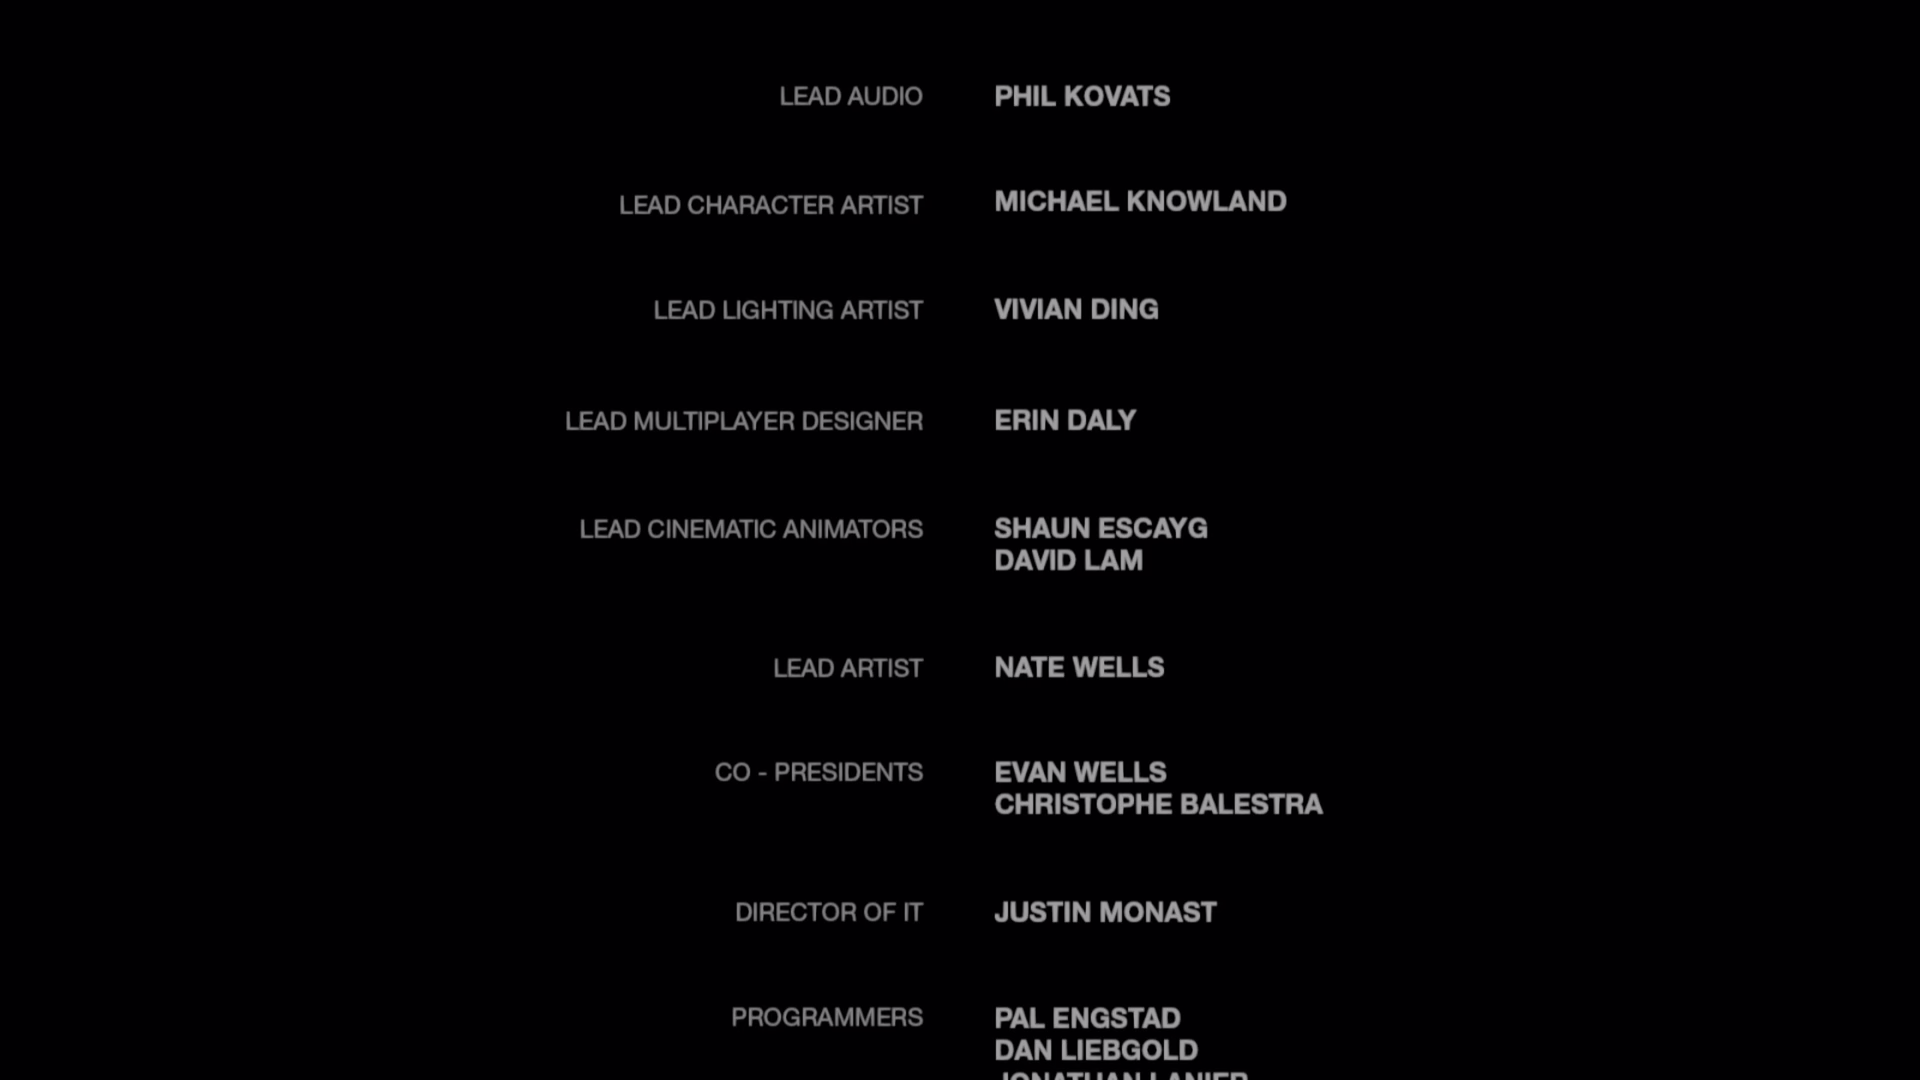 LEAD AUDIO PHIL KOVATS
LEAD CHARACTER ARTIST MICHAEL KNOWLAND
LEAD LIGHTING ARTIST VIVIAN DING
LEAD MULTIPLAYER DESIGNER ERIN DALY
LEAD CINEMATIC ANIMATORS SHAUN ESCAYG
DAVID LAM
LEAD ARTIST NATE WELLS
CO - PRESIDENTS EVAN WELLS
CHRISTOPHE BALESTRA
DIRECTOR OF IT JUSTIN MONAST
PROGRAMMERS PAL ENGSTAD
DAN LIEBGOLD
JONATHAN LANIER